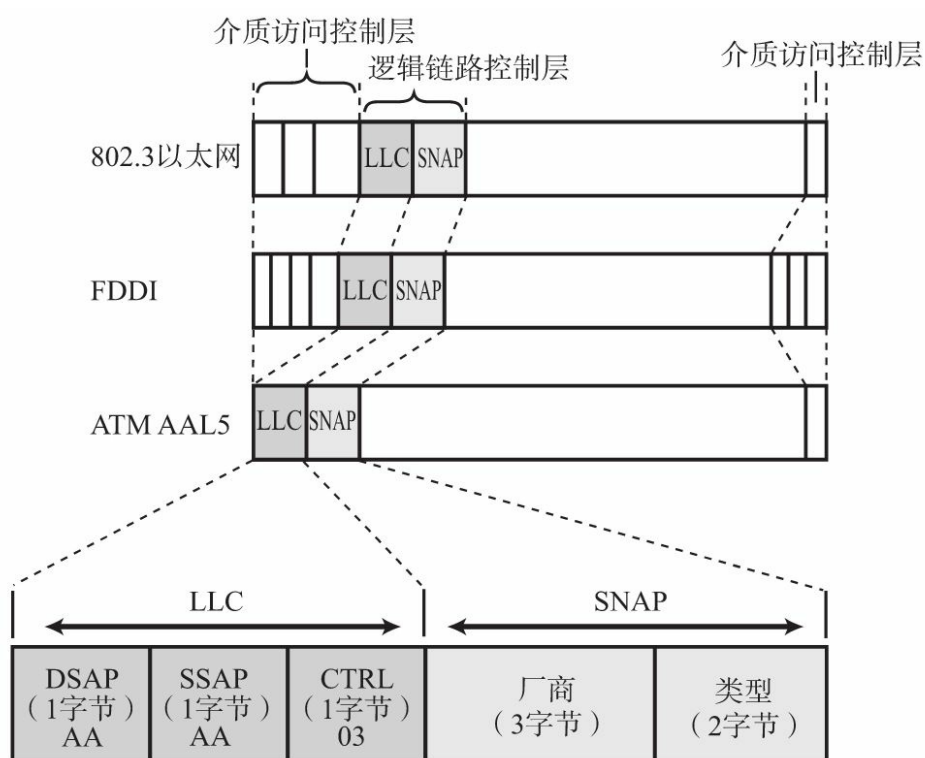 介质访问控制层
逻辑链路控制层
介质访问控制层
802.3以太网
LLC SNAP
FDDI
LLC SNAP
ATM AAL5
LLC SNAP
LLC
SNAP
DSAP
(1字节)
AA
SSAP
(1字节)
AA
CTRL
(1字节)
03
厂商
(3字节)
类型
(2字节)